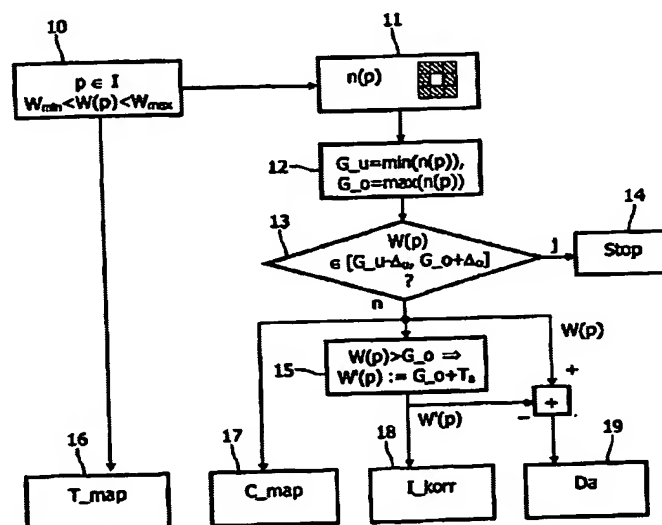 10
11
p ∈ I
W_min<W(p)<W_max
n(p)
12
G_u=min(n(p)),
G_o=max(n(p))
13
14
W(p)
∈ [G_u-Δ_α, G_o+Δ_α]
?
j
Stop
n
W(p)
15
W(p)>G_o ⇒
W'(p) := G_o+T_a
+
+
−
W'(p)
16
17
18
19
T_map
C_map
I_korr
Da